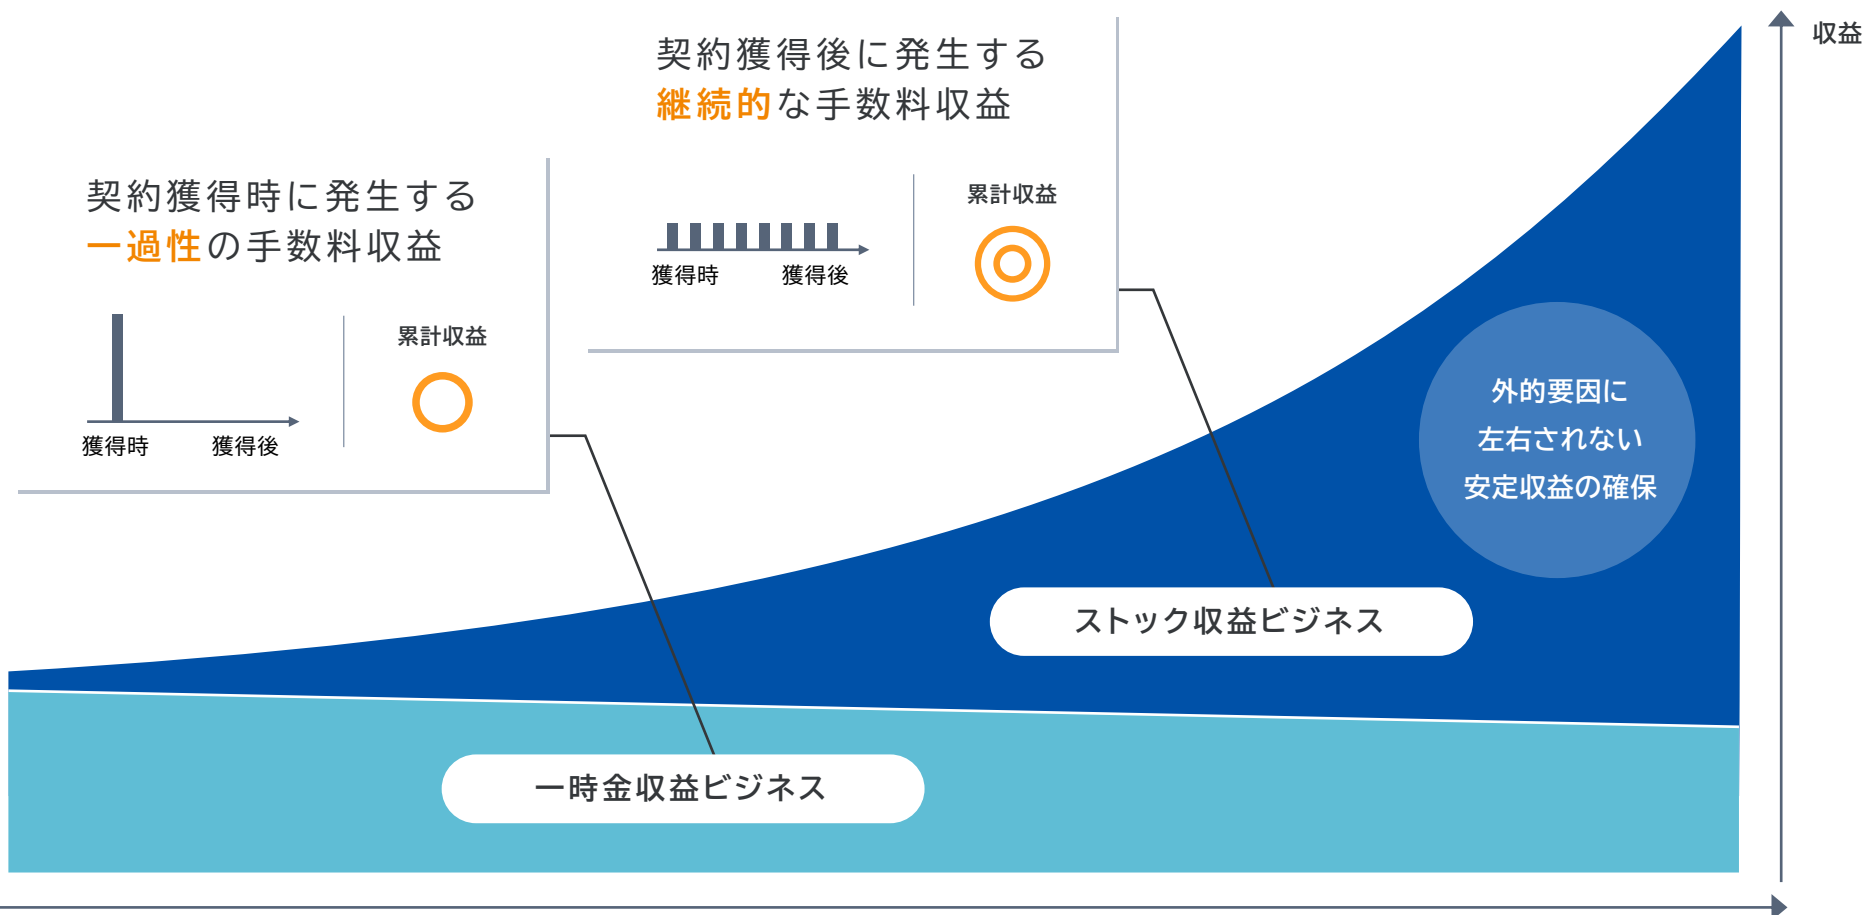 収益
契約獲得後に発生する
継続的な手数料収益
累計収益
獲得時 獲得後
契約獲得時に発生する
一過性の手数料収益
累計収益
獲得時 獲得後
外的要因に
左右されない
安定収益の確保
ストック収益ビジネス
一時金収益ビジネス